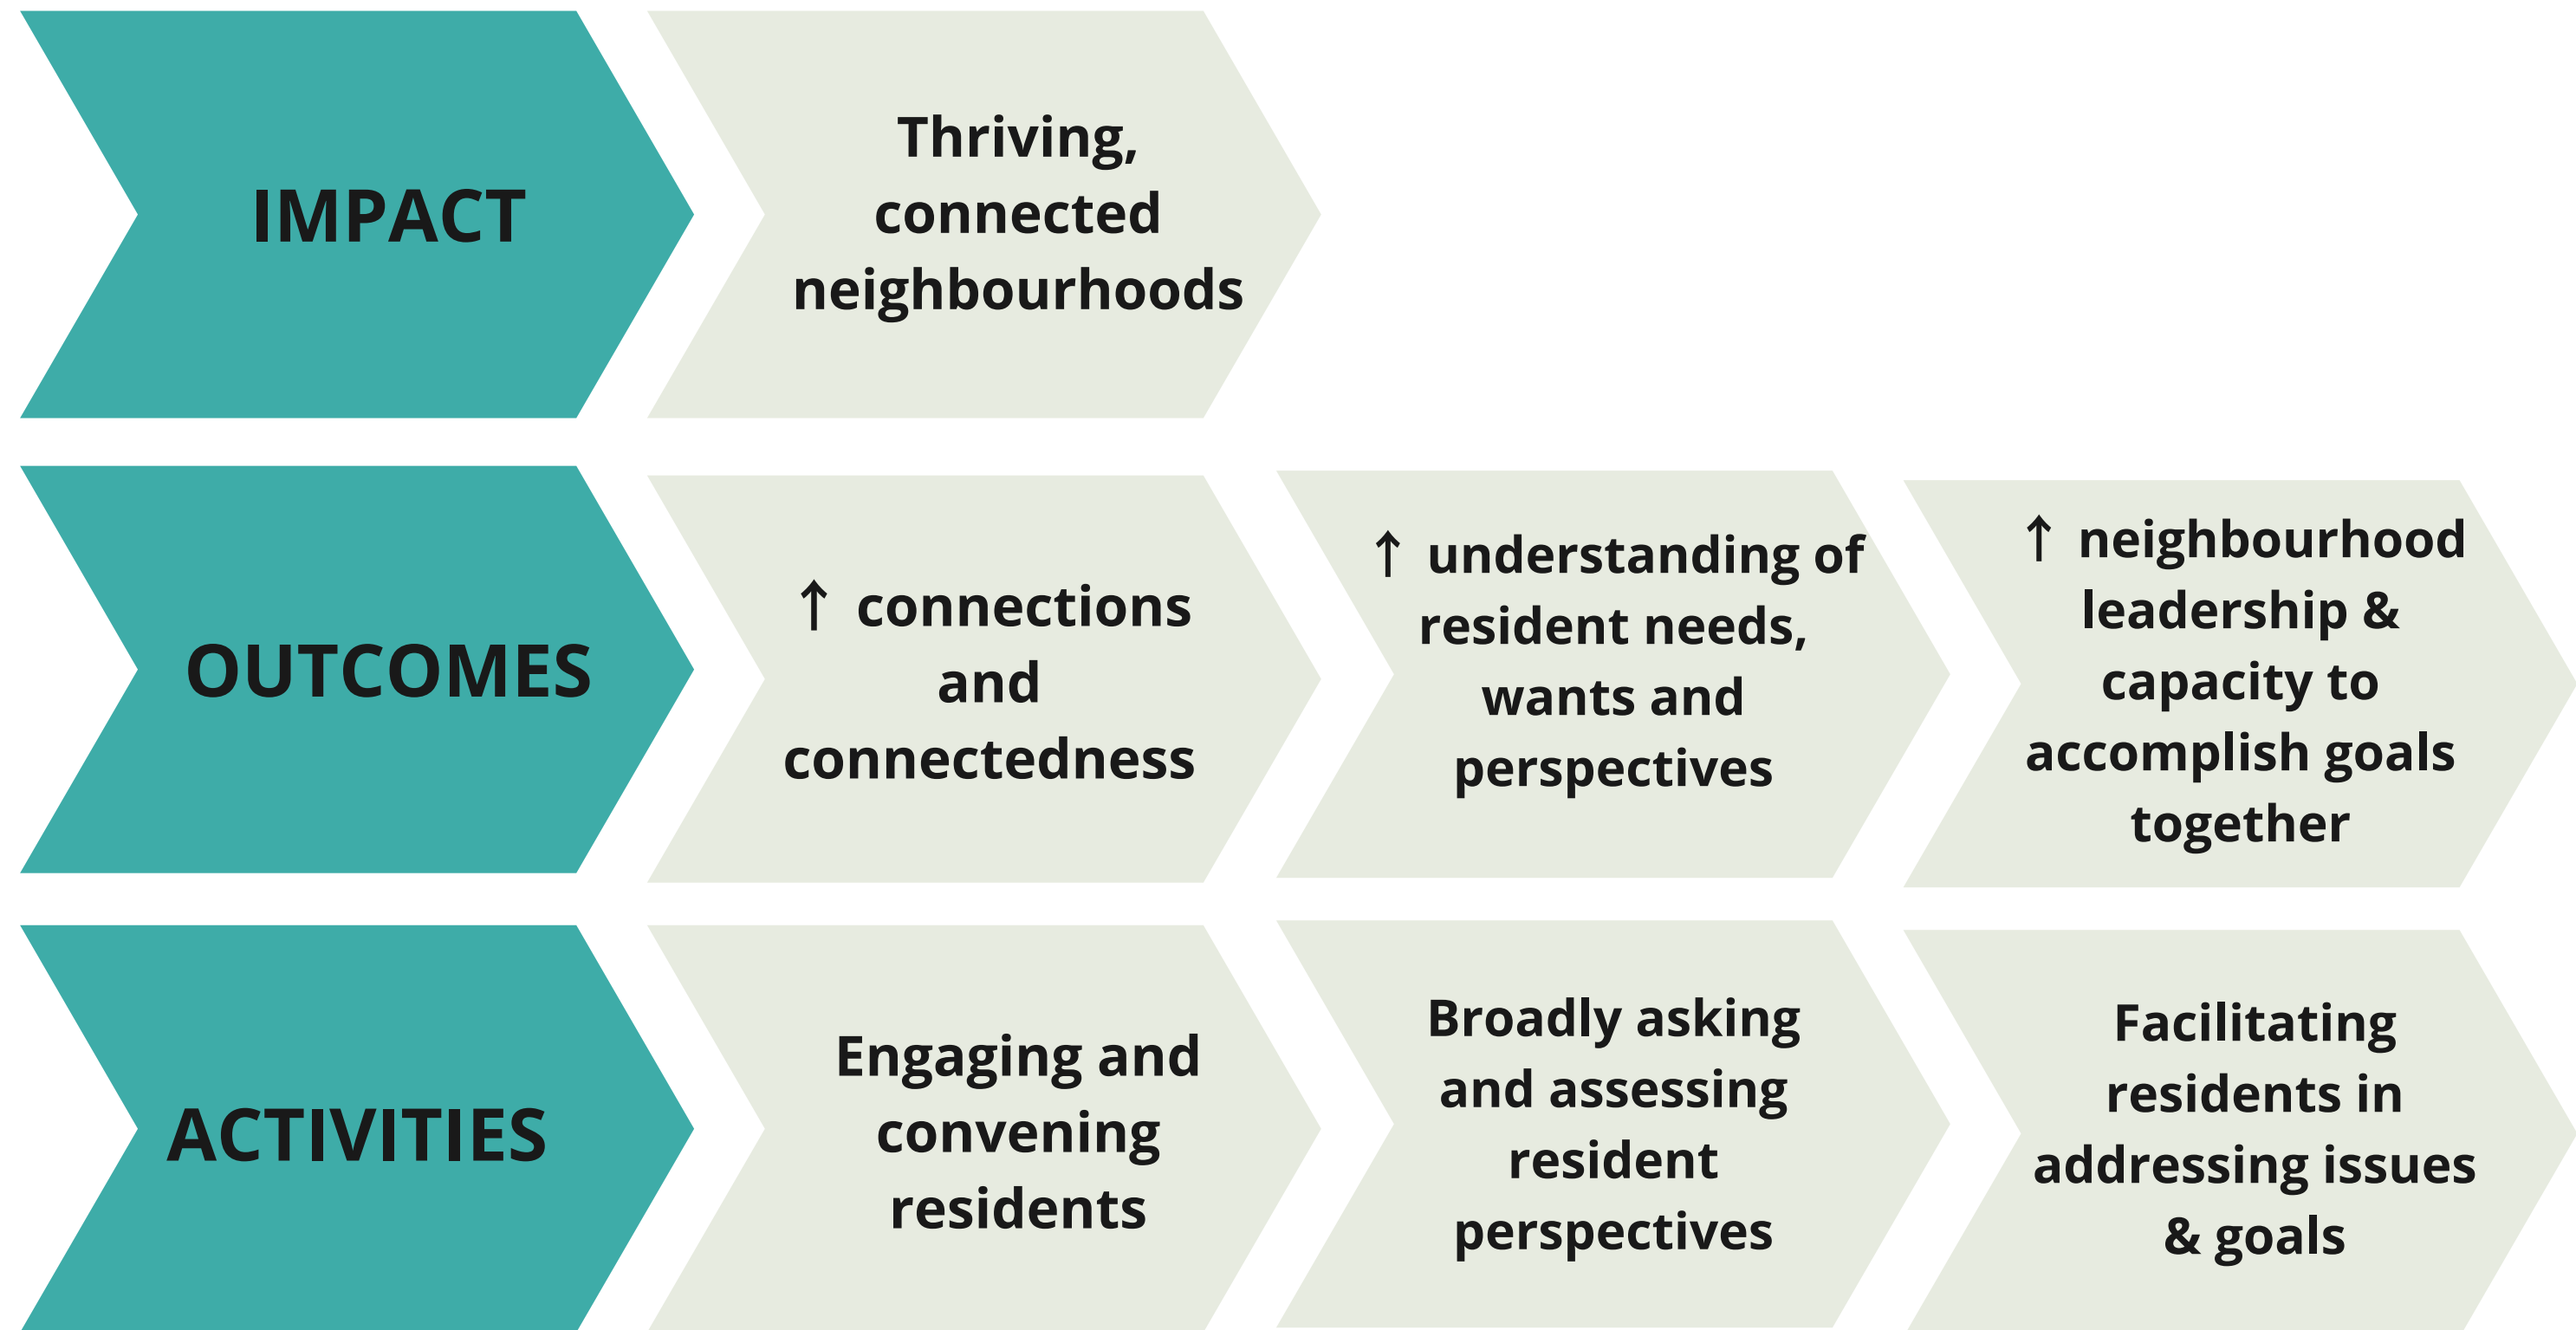 IMPACT
Thriving,
connected
neighbourhoods
OUTCOMES
↑ connections
and
connectedness
↑ understanding of
resident needs,
wants and
perspectives
↑ neighbourhood
leadership &
capacity to
accomplish goals
together
ACTIVITIES
Engaging and
convening
residents
Broadly asking
and assessing
resident
perspectives
Facilitating
residents in
addressing issues
& goals